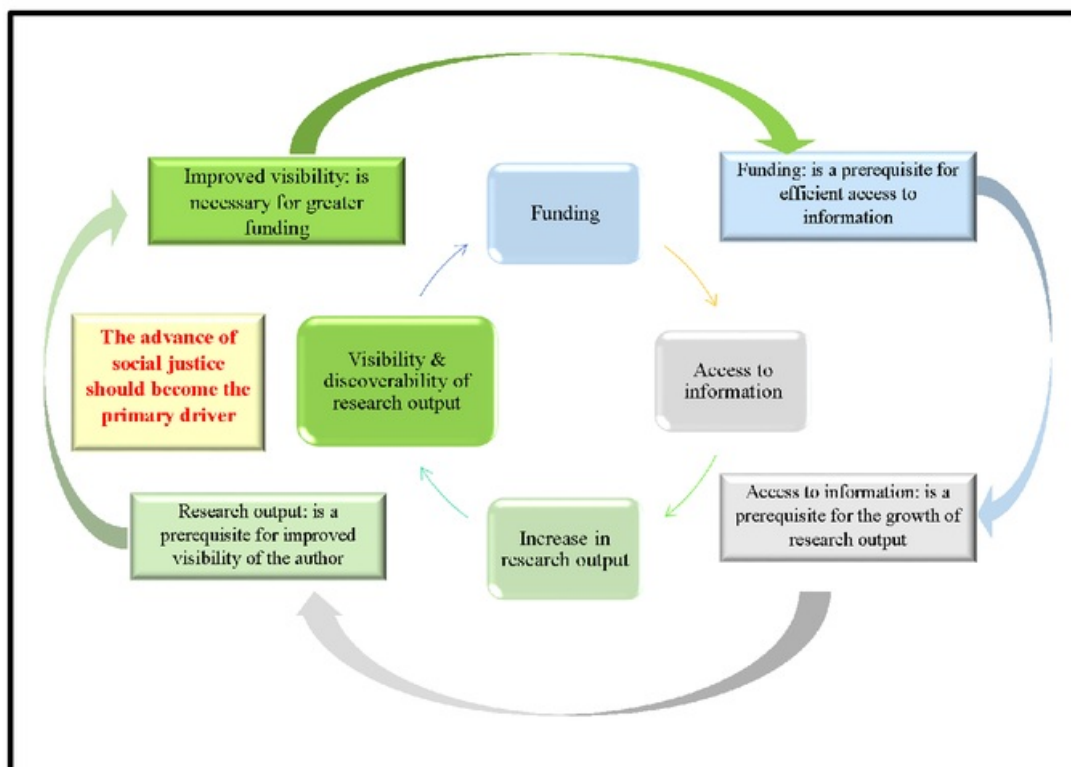 Improved visibility: is
necessary for greater
funding
Funding
Funding: is a prerequisite for
efficient access to
information
The advance of
social justice
should become the
primary driver
Visibility &
discoverability of
research output
Access to
information
Research output: is a
prerequisite for improved
visibility of the author
Increase in
research output
Access to information: is a
prerequisite for the growth of
research output